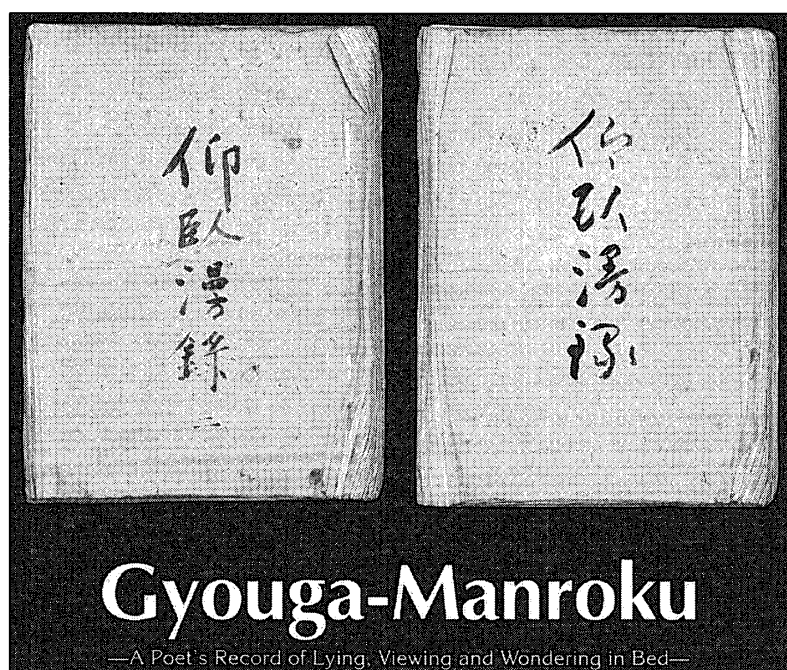 仰臥漫録
仰臥漫録 二
Gyouga-Manroku
—A Poet's Record of Lying, Viewing and Wondering in Bed—